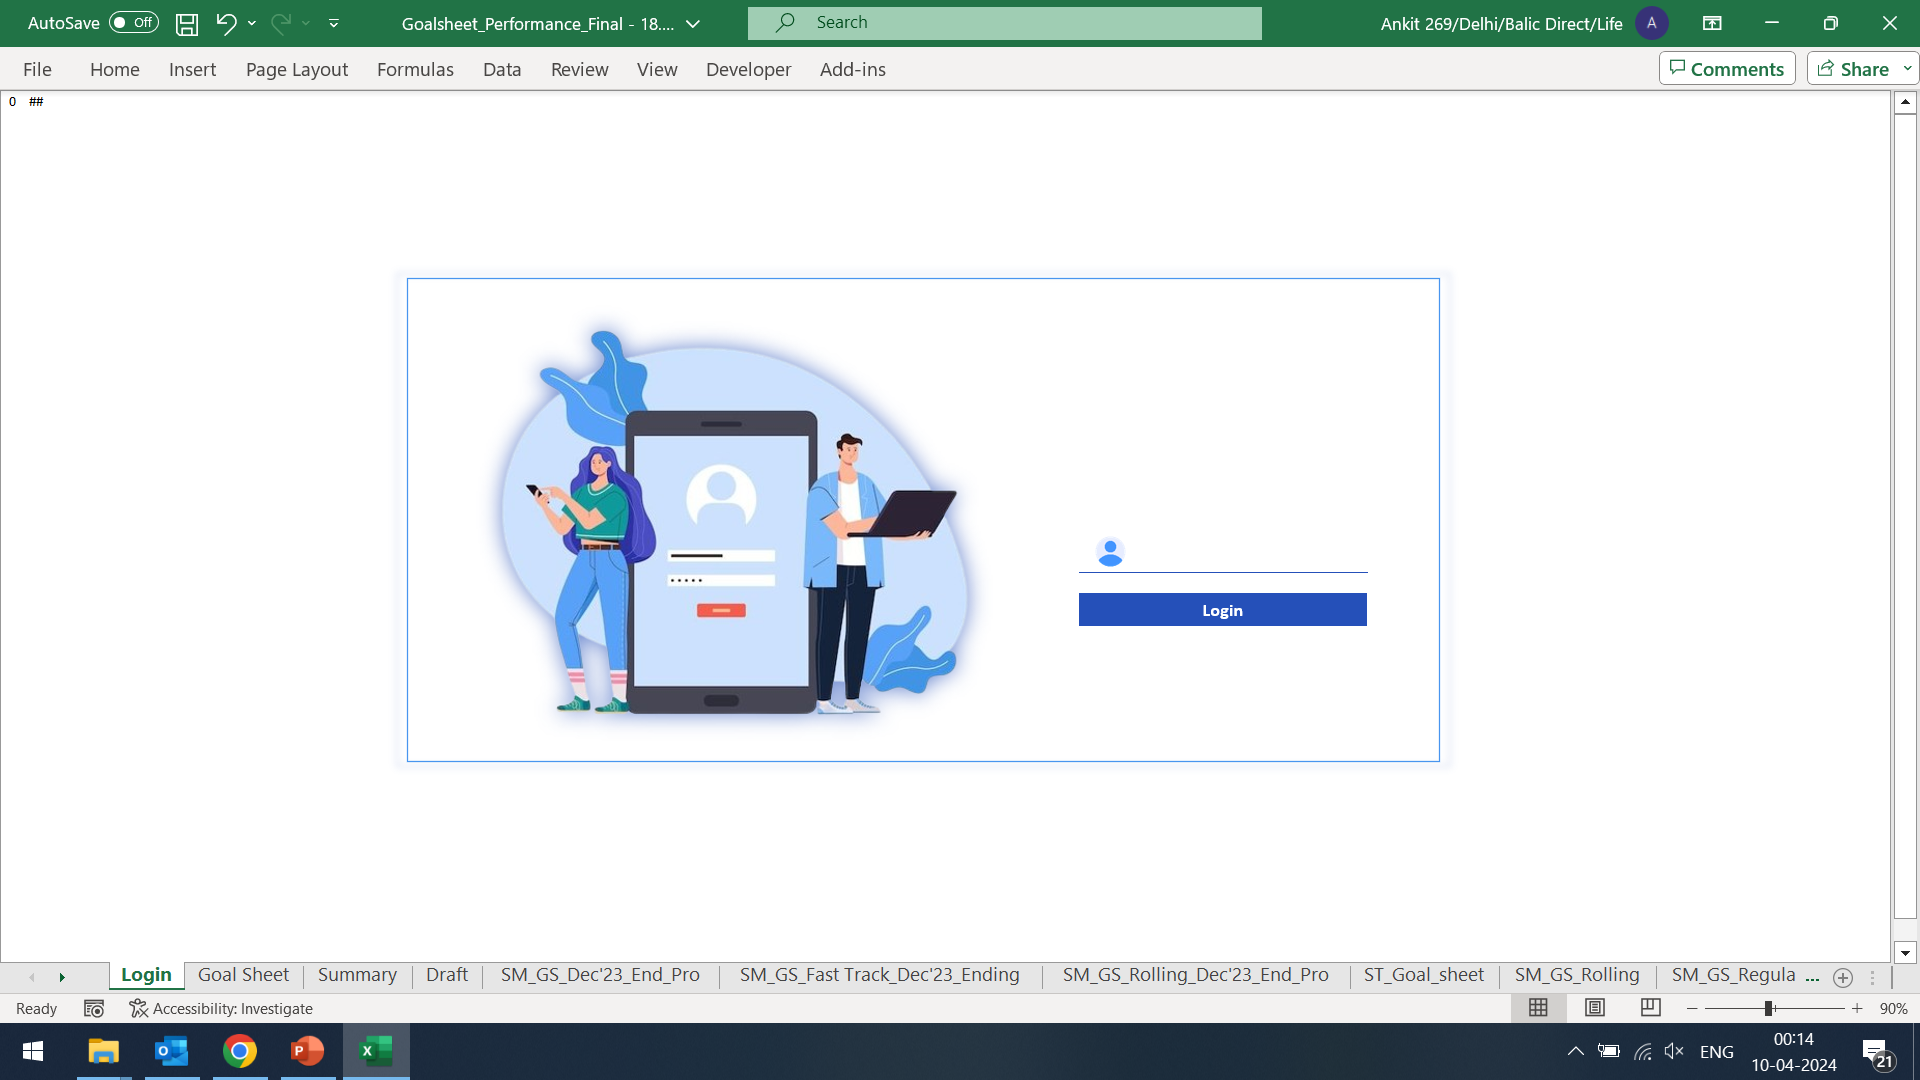 AutoSave Off Goalsheet_Performance_Final - 18.... Search Ankit 269/Delhi/Balic Direct/Life A
File Home Insert Page Layout Formulas Data Review View Developer Add-ins Comments Share
0 ##
Login
Login Goal Sheet Summary Draft SM_GS_Dec'23_End_Pro SM_GS_Fast Track_Dec'23_Ending SM_GS_Rolling_Dec'23_End_Pro ST_Goal_sheet SM_GS_Rolling SM_GS_Regula ...
Ready Accessibility: Investigate 90%
ENG 00:14
10-04-2024 21